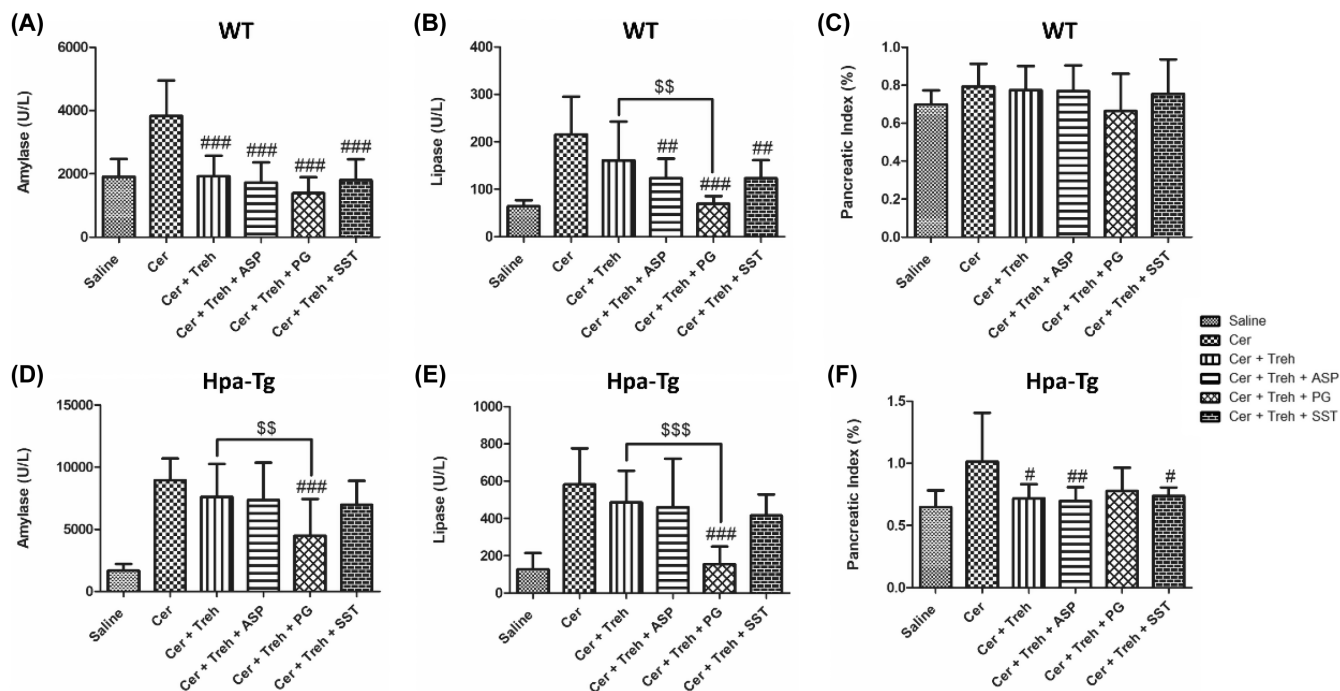 (A)
WT
Amylase (U/L)
6000
4000
2000
0
###
###
###
###
Saline
Cer
Cer + Treh
Cer + Treh + ASP
Cer + Treh + PG
Cer + Treh + SST
(B)
WT
Lipase (U/L)
400
300
200
100
0
$$
##
###
##
Saline
Cer
Cer + Treh
Cer + Treh + ASP
Cer + Treh + PG
Cer + Treh + SST
(C)
WT
Pancreatic Index (%)
1.0
0.8
0.6
0.4
0.2
0.0
Saline
Cer
Cer + Treh
Cer + Treh + ASP
Cer + Treh + PG
Cer + Treh + SST
Saline
Cer
Cer + Treh
Cer + Treh + ASP
Cer + Treh + PG
Cer + Treh + SST
(D)
Hpa-Tg
Amylase (U/L)
15000
10000
5000
0
$$
###
Saline
Cer
Cer + Treh
Cer + Treh + ASP
Cer + Treh + PG
Cer + Treh + SST
(E)
Hpa-Tg
Lipase (U/L)
1000
800
600
400
200
0
$$$
###
Saline
Cer
Cer + Treh
Cer + Treh + ASP
Cer + Treh + PG
Cer + Treh + SST
(F)
Hpa-Tg
Pancreatic Index (%)
1.5
1.0
0.5
0.0
#
##
#
Saline
Cer
Cer + Treh
Cer + Treh + ASP
Cer + Treh + PG
Cer + Treh + SST